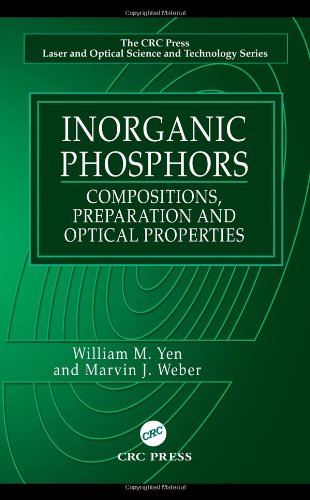 The CRC Press
Laser and Optical Science and Technology Series
INORGANIC
PHOSPHORS
COMPOSITIONS,
PREPARATION AND
OPTICAL PROPERTIES
William M. Yen
and Marvin J. Weber
CRC
CRC PRESS